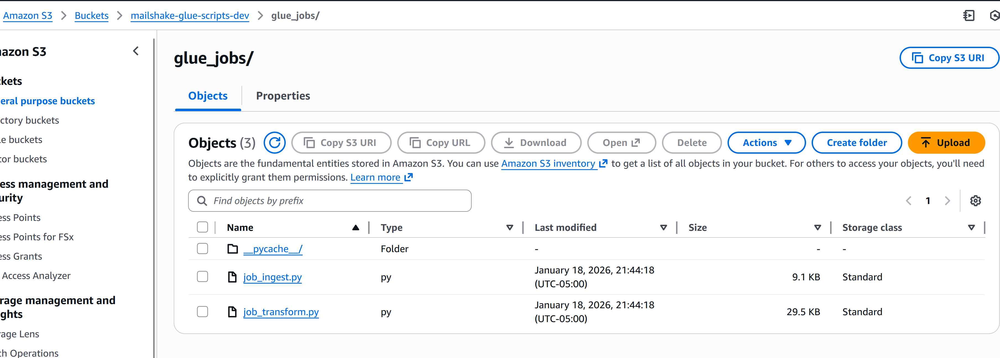 Amazon S3 > Buckets > mailshake-glue-scripts-dev > glue_jobs/
azon S3
kets
eral purpose buckets
ctory buckets
le buckets
tor buckets
ess management and
urity
ess Points
ess Points for FSx
ess Grants
Access Analyzer
rage management and
ghts
rage Lens
ch Operations
glue_jobs/
Copy S3 URI
Objects
Properties
Objects (3)
Copy S3 URI
Copy URL
Download
Open
Delete
Actions
Create folder
Upload
Objects are the fundamental entities stored in Amazon S3. You can use Amazon S3 inventory to get a list of all objects in your bucket. For others to access your objects, you'll need
to explicitly grant them permissions. Learn more
Find objects by prefix
1
Name Type Last modified Size Storage class
__pycache__/ Folder - - -
job_ingest.py py January 18, 2026, 21:44:18 (UTC-05:00) 9.1 KB Standard
job_transform.py py January 18, 2026, 21:44:18 (UTC-05:00) 29.5 KB Standard